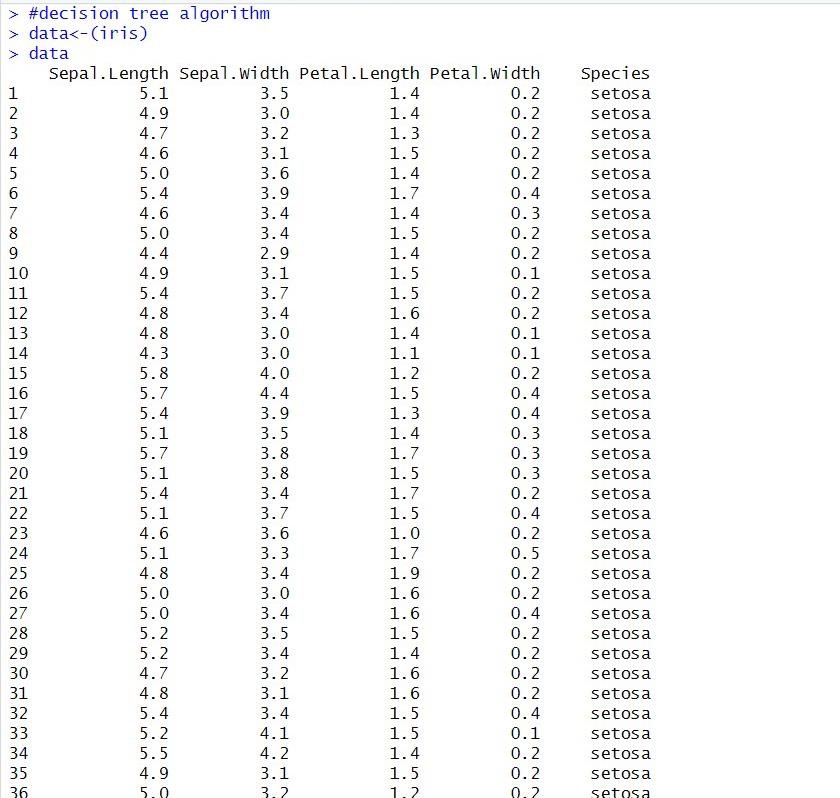 > #decision tree algorithm
> data<-(iris)
> data
Sepal.Length Sepal.Width Petal.Length Petal.Width Species
1 5.1 3.5 1.4 0.2 setosa
2 4.9 3.0 1.4 0.2 setosa
3 4.7 3.2 1.3 0.2 setosa
4 4.6 3.1 1.5 0.2 setosa
5 5.0 3.6 1.4 0.2 setosa
6 5.4 3.9 1.7 0.4 setosa
7 4.6 3.4 1.4 0.3 setosa
8 5.0 3.4 1.5 0.2 setosa
9 4.4 2.9 1.4 0.2 setosa
10 4.9 3.1 1.5 0.1 setosa
11 5.4 3.7 1.5 0.2 setosa
12 4.8 3.4 1.6 0.2 setosa
13 4.8 3.0 1.4 0.1 setosa
14 4.3 3.0 1.1 0.1 setosa
15 5.8 4.0 1.2 0.2 setosa
16 5.7 4.4 1.5 0.4 setosa
17 5.4 3.9 1.3 0.4 setosa
18 5.1 3.5 1.4 0.3 setosa
19 5.7 3.8 1.7 0.3 setosa
20 5.1 3.8 1.5 0.3 setosa
21 5.4 3.4 1.7 0.2 setosa
22 5.1 3.7 1.5 0.4 setosa
23 4.6 3.6 1.0 0.2 setosa
24 5.1 3.3 1.7 0.5 setosa
25 4.8 3.4 1.9 0.2 setosa
26 5.0 3.0 1.6 0.2 setosa
27 5.0 3.4 1.6 0.4 setosa
28 5.2 3.5 1.5 0.2 setosa
29 5.2 3.4 1.4 0.2 setosa
30 4.7 3.2 1.6 0.2 setosa
31 4.8 3.1 1.6 0.2 setosa
32 5.4 3.4 1.5 0.4 setosa
33 5.2 4.1 1.5 0.1 setosa
34 5.5 4.2 1.4 0.2 setosa
35 4.9 3.1 1.5 0.2 setosa
36 5.0 3.2 1.2 0.2 setosa